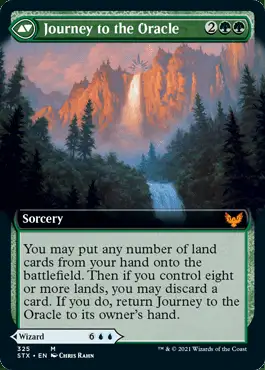 Journey to the Oracle 2
Sorcery
You may put any number of land
cards from your hand onto the
battlefield. Then if you control eight
or more lands, you may discard a
card. If you do, return Journey to the
Oracle to its owner's hand.
Wizard 6
325 M
STX • EN Chris Rahn ™ & © 2021 Wizards of the Coast